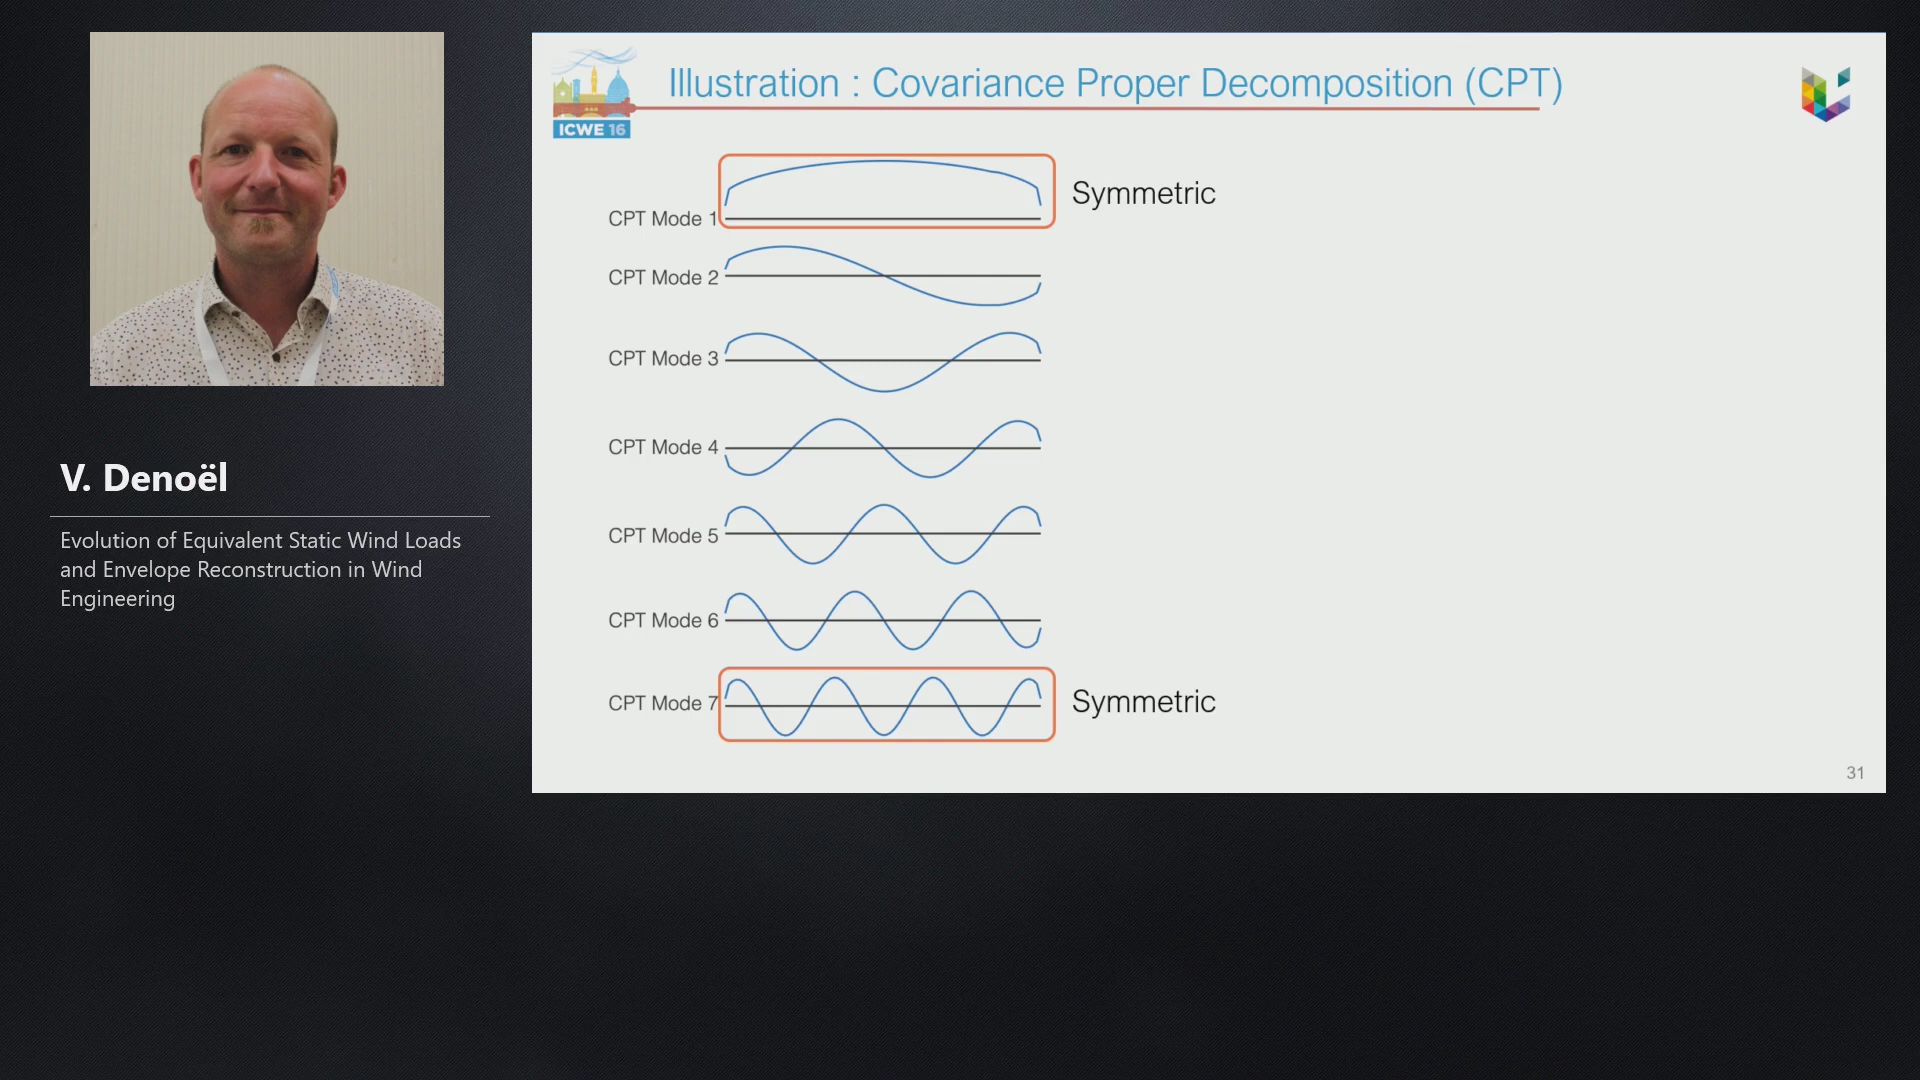 V. Denoël
Evolution of Equivalent Static Wind Loads
and Envelope Reconstruction in Wind
Engineering
ICWE 16
Illustration : Covariance Proper Decomposition (CPT)
CPT Mode 1
Symmetric
CPT Mode 2
CPT Mode 3
CPT Mode 4
CPT Mode 5
CPT Mode 6
CPT Mode 7
Symmetric
31